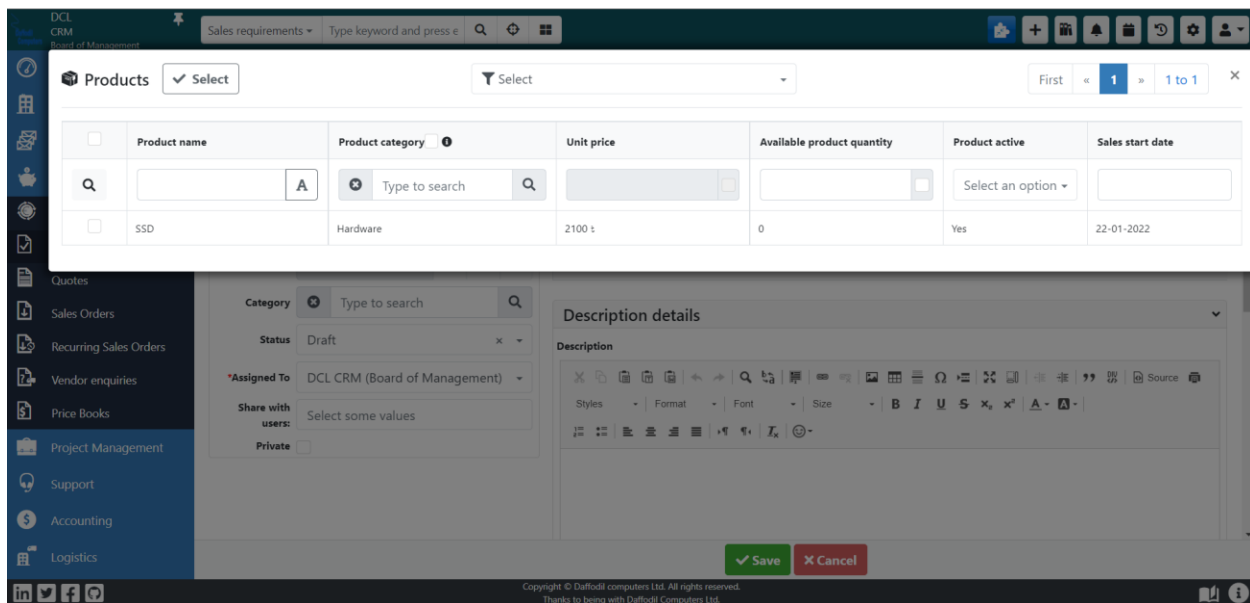 DCL
CRM
Board of Management
Sales requirements
Type keyword and press e
Products
Select
Select
First « 1 » 1 to 1 ×
Product name Product category Unit price Available product quantity Product active Sales start date
A Type to search Select an option
SSD Hardware 2100 ৳ 0 Yes 22-01-2022
Quotes
Sales Orders
Recurring Sales Orders
Vendor enquiries
Price Books
Project Management
Support
Accounting
Logistics
Category Type to search
Status Draft ×
*Assigned To DCL CRM (Board of Management)
Share with
users: Select some values
Private
Description details
Description
Source
Styles Format Font Size B I U S x₂ x² A A
Save × Cancel
Copyright © Daffodil computers Ltd. All rights reserved.
Thanks to being with Daffodil Computers Ltd.